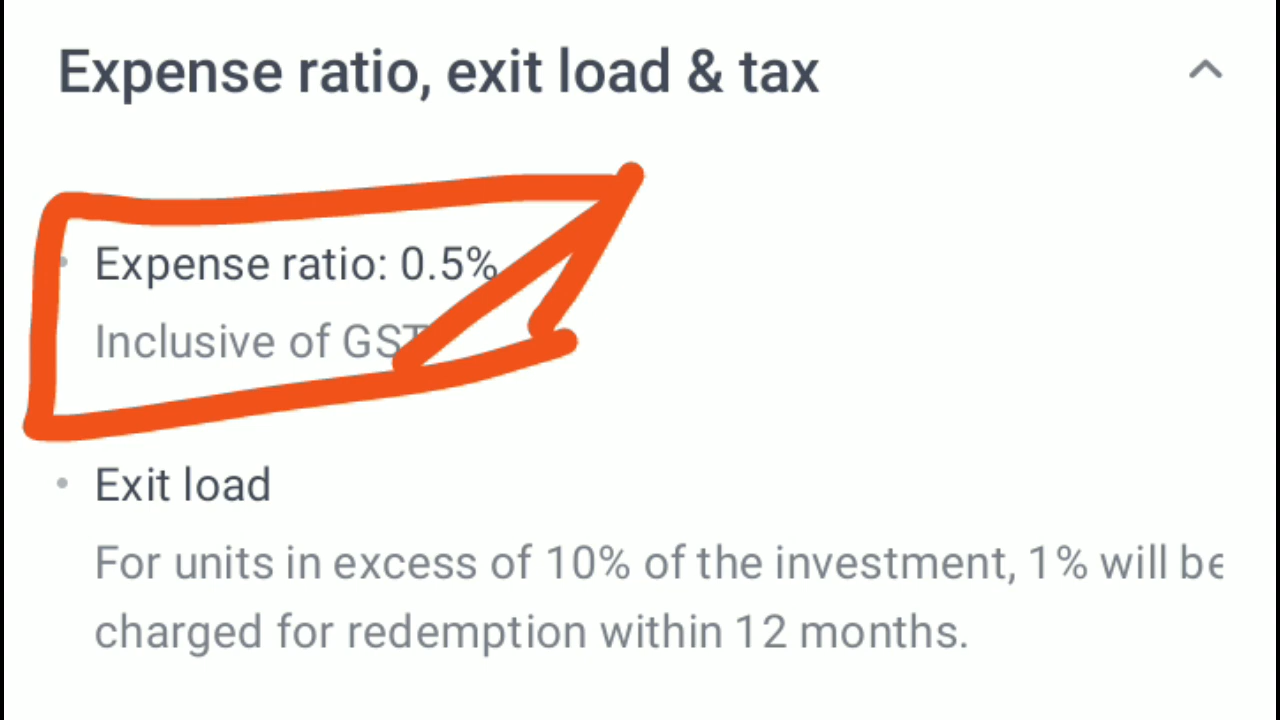 Expense ratio, exit load & tax
Expense ratio: 0.5%
Inclusive of GST
Exit load
For units in excess of 10% of the investment, 1% will be
charged for redemption within 12 months.